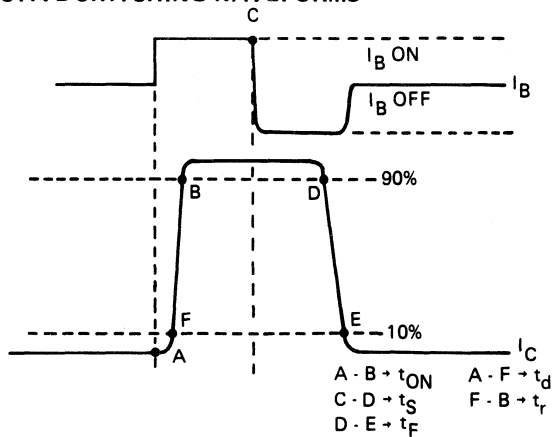 C
I_B ON
I_B
I_B OFF
B
D
90%
F
E
10%
A
I_C
A - B → t_ON A - F → t_d
C - D → t_S F - B → t_r
D - E → t_F